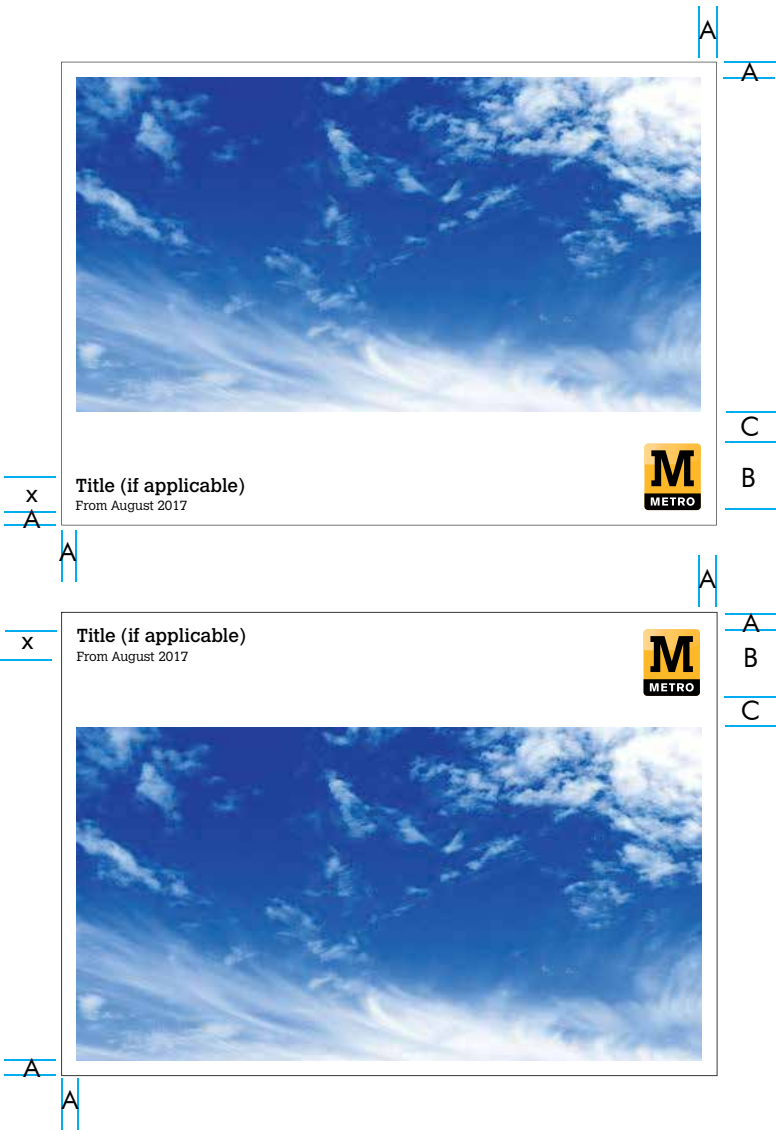 A
A
C
B
x
A
Title (if applicable)
From August 2017
M
METRO
A
A
x
Title (if applicable)
From August 2017
M
METRO
A
B
C
A
A